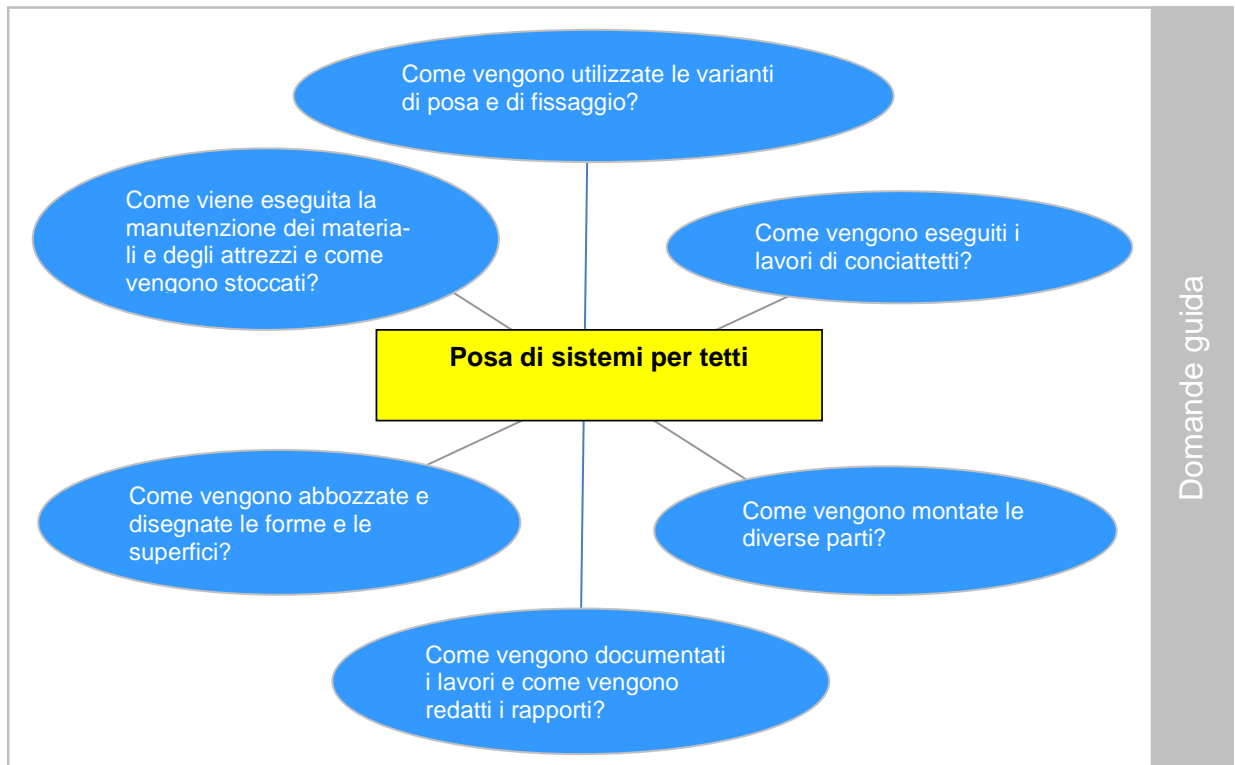 Come vengono utilizzate le varianti
di posa e di fissaggio?
Come viene eseguita la
manutenzione dei materia-
li e degli attrezzi e come
vengono stoccati?
Come vengono eseguiti i
lavori di conciattetti?
Posa di sistemi per tetti
Come vengono abbozzate e
disegnate le forme e le
superfici?
Come vengono montate le
diverse parti?
Come vengono documentati
i lavori e come vengono
redatti i rapporti?
Domande guida